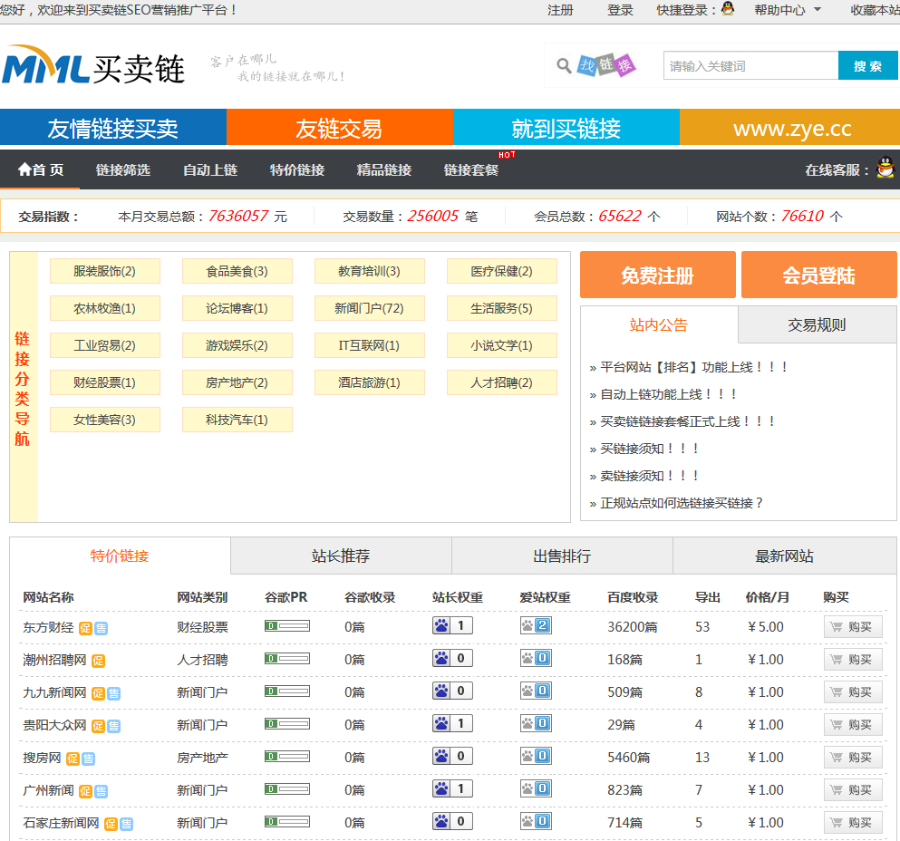 您好，欢迎来到买卖链SEO营销推广平台！ 注册 登录 快捷登录： 帮助中心 收藏本站
MML买卖链 客户在哪儿
我的链接就在哪儿！ 找链接 请输入关键词 搜 索
友情链接买卖 友链交易 就到买链接 www.zye.cc
首 页 链接筛选 自动上链 特价链接 精品链接 链接套餐 HOT 在线客服：
交易指数： 本月交易总额：7636057 元 交易数量：256005 笔 会员总数：65622 个 网站个数：76610 个
链接分类导航
服装服饰(2) 食品美食(3) 教育培训(3) 医疗保健(2)
农林牧渔(1) 论坛博客(1) 新闻门户(72) 生活服务(5)
工业贸易(2) 游戏娱乐(2) IT互联网(1) 小说文学(1)
财经股票(1) 房产地产(2) 酒店旅游(1) 人才招聘(2)
女性美容(3) 科技汽车(1)
免费注册 会员登陆
站内公告 交易规则
» 平台网站【排名】功能上线！！！
» 自动上链功能上线！！！
» 买卖链链接套餐正式上线！！！
» 买链接须知！！！
» 卖链接须知！！！
» 正规站点如何选链接买链接？
特价链接 站长推荐 出售排行 最新网站
网站名称 网站类别 谷歌PR 谷歌收录 站长权重 爱站权重 百度收录 导出 价格/月 购买
东方财经 促 售 财经股票 0 0篇 1 2 36200篇 53 ￥5.00 购买
潮州招聘网 促 人才招聘 0 0篇 0 0 168篇 1 ￥1.00 购买
九九新闻网 促 售 新闻门户 0 0篇 0 0 509篇 8 ￥1.00 购买
贵阳大众网 促 售 新闻门户 0 0篇 1 0 29篇 4 ￥1.00 购买
搜房网 促 售 房产地产 0 0篇 0 0 5460篇 13 ￥1.00 购买
广州新闻 促 售 新闻门户 0 0篇 1 0 823篇 7 ￥1.00 购买
石家庄新闻网 促 售 新闻门户 0 0篇 0 0 714篇 5 ￥1.00 购买